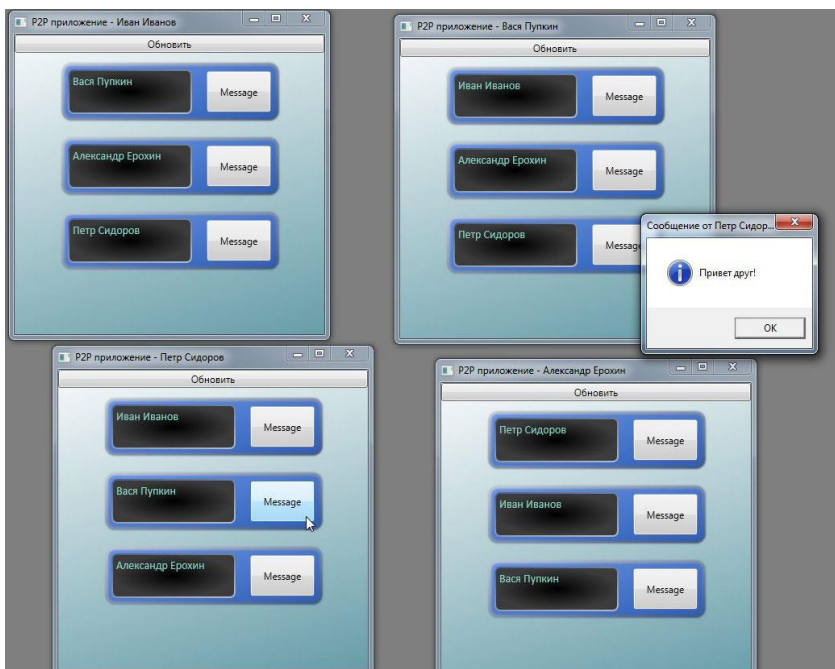 P2P приложение - Иван Иванов
Обновить
Вася Пупкин
Message
Александр Ерохин
Message
Петр Сидоров
Message
P2P приложение - Вася Пупкин
Обновить
Иван Иванов
Message
Александр Ерохин
Message
Петр Сидоров
Message
Сообщение от Петр Сидор...
Привет друг!
OK
P2P приложение - Петр Сидоров
Обновить
Иван Иванов
Message
Вася Пупкин
Message
Александр Ерохин
Message
P2P приложение - Александр Ерохин
Обновить
Петр Сидоров
Message
Иван Иванов
Message
Вася Пупкин
Message